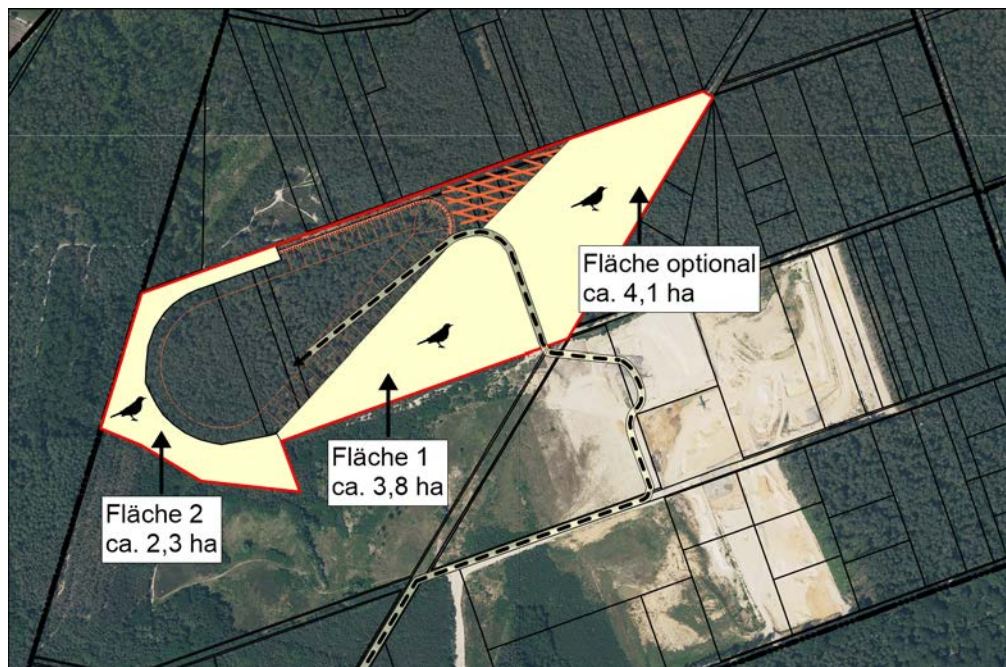 Fläche optional
ca. 4,1 ha
Fläche 1
ca. 3,8 ha
Fläche 2
ca. 2,3 ha